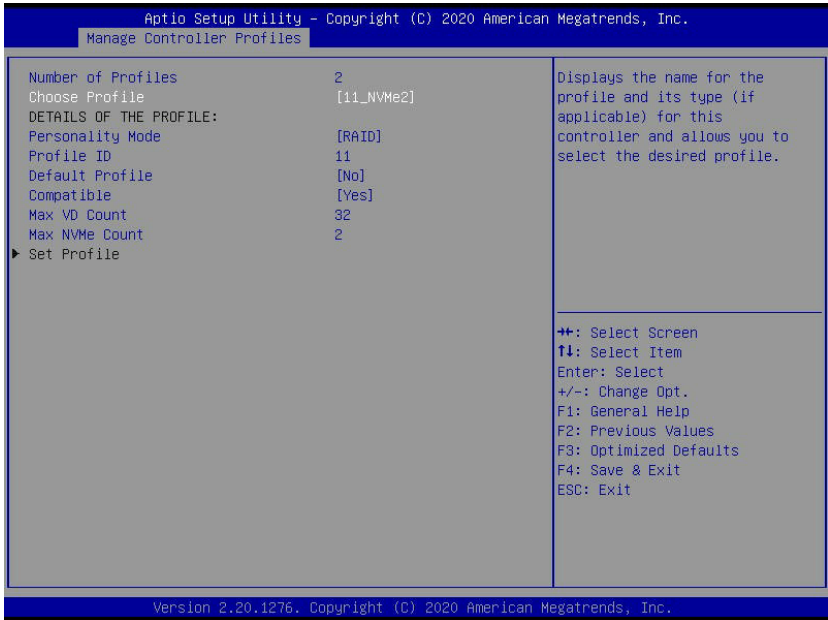 Aptio Setup Utility – Copyright (C) 2020 American Megatrends, Inc.
Manage Controller Profiles
Number of Profiles 2
Choose Profile [11_NVMe2]
DETAILS OF THE PROFILE:
Personality Mode [RAID]
Profile ID 11
Default Profile [No]
Compatible [Yes]
Max VD Count 32
Max NVMe Count 2
Set Profile
Displays the name for the
profile and its type (if
applicable) for this
controller and allows you to
select the desired profile.
→←: Select Screen
↑↓: Select Item
Enter: Select
+/-: Change Opt.
F1: General Help
F2: Previous Values
F3: Optimized Defaults
F4: Save & Exit
ESC: Exit
Version 2.20.1276. Copyright (C) 2020 American Megatrends, Inc.